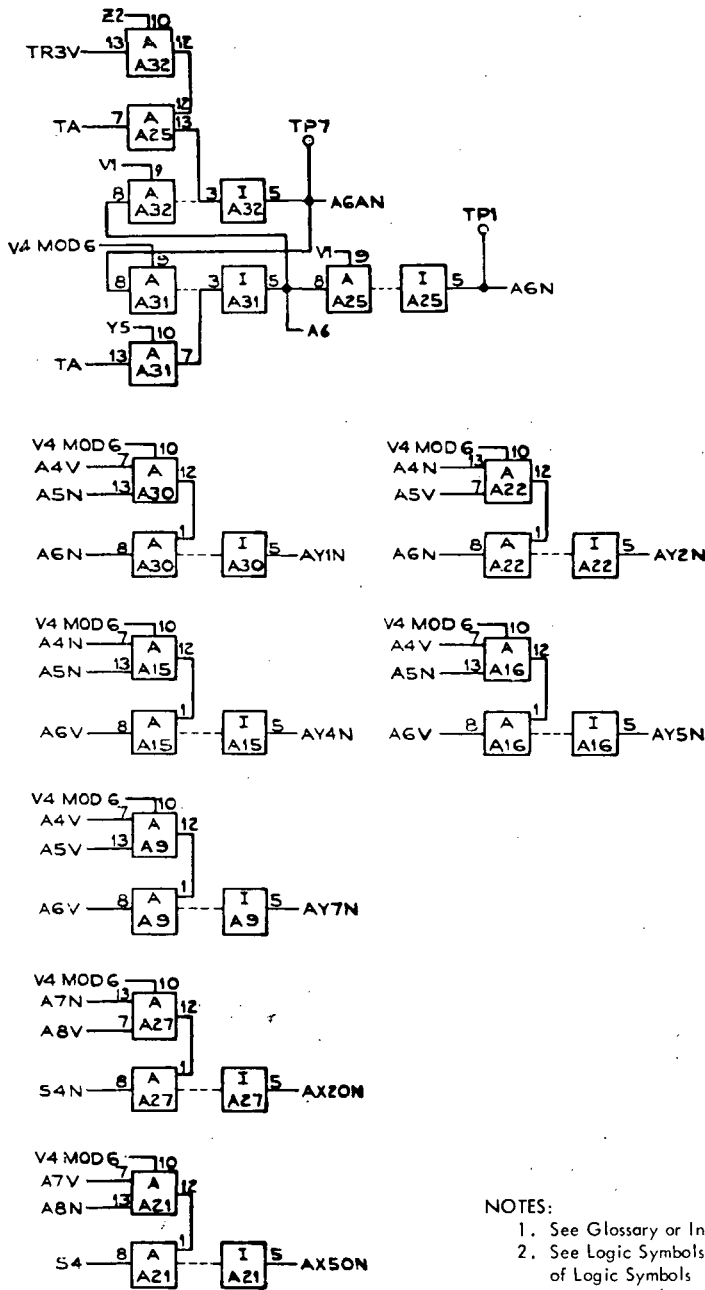 Z2 10
TR3V 13 A 12
A32
12
TA 7 A 13
A25
TP7
V1 9
8 A 3 I 5 A6AN
A32 A32
TP1
V4 MOD 6 9 V1 9
8 A 3 I 5 8 A I 5 A6N
A31 A31 A25 A25
Y5 10 A6
TA 13 A 7
A31
V4 MOD 6 10
A4V 7 A 12
A5N 13 A30
1
A6N 8 A I 5 AY1N
A30 A30
V4 MOD 6 10
A4N 13 A 12
A5V 7 A22
1
A6N 8 A I 5 AY2N
A22 A22
V4 MOD 6 10
A4N 7 A 12
A5N 13 A15
1
A6V 8 A I 5 AY4N
A15 A15
V4 MOD 6 10
A4V 7 A 12
A5N 13 A16
1
A6V 8 A I 5 AY5N
A16 A16
V4 MOD 6 10
A4V 7 A 12
A5V 13 A9
1
A6V 8 A I 5 AY7N
A9 A9
V4 MOD 6 10
A7N 13 A 12
A8V 7 A27
1
S4N 8 A I 5 AX20N
A27 A27
V4 MOD 6 10
A7V 7 A 12
A8N 13 A21
1
S4 8 A I 5 AX50N
A21 A21
NOTES:
1. See Glossary or In
2. See Logic Symbols
of Logic Symbols